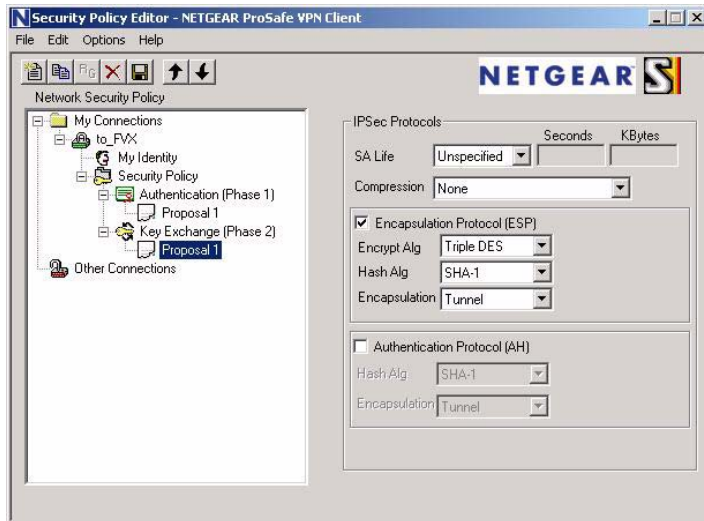 Security Policy Editor - NETGEAR ProSafe VPN Client
File Edit Options Help
NETGEAR
Network Security Policy
My Connections
to_FVX
My Identity
Security Policy
Authentication (Phase 1)
Proposal 1
Key Exchange (Phase 2)
Proposal 1
Other Connections
IPSec Protocols
Seconds KBytes
SA Life Unspecified
Compression None
Encapsulation Protocol (ESP)
Encrypt Alg Triple DES
Hash Alg SHA-1
Encapsulation Tunnel
Authentication Protocol (AH)
Hash Alg SHA-1
Encapsulation Tunnel